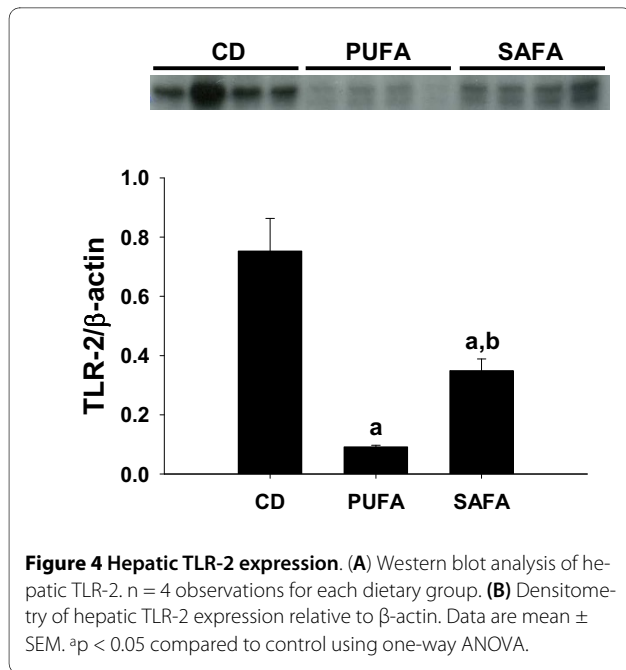 CD PUFA SAFA
1.0
0.8
0.6
0.4
0.2
0.0
TLR-2/β-actin
a
a,b
CD PUFA SAFA
Figure 4 Hepatic TLR-2 expression. (A) Western blot analysis of he-
patic TLR-2. n = 4 observations for each dietary group. (B) Densitome-
try of hepatic TLR-2 expression relative to β-actin. Data are mean ±
SEM. ᵃp < 0.05 compared to control using one-way ANOVA.